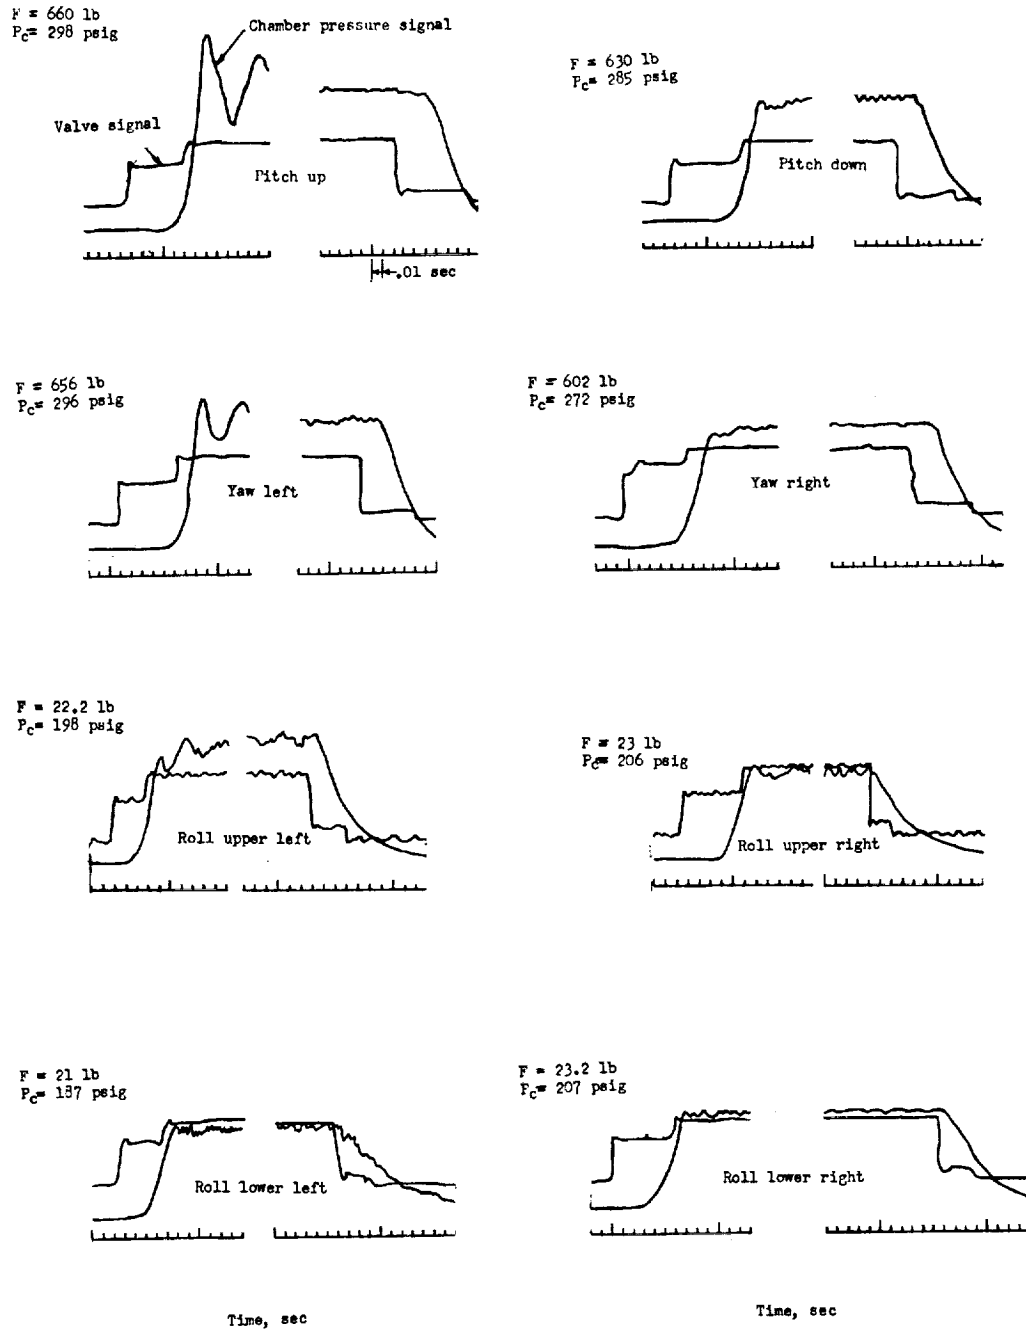 F = 660 lb
Pc= 298 psig
Chamber pressure signal
Valve signal
Pitch up
.01 sec
F = 630 lb
Pc= 285 psig
Pitch down
F = 656 lb
Pc= 296 psig
Yaw left
F = 602 lb
Pc= 272 psig
Yaw right
F = 22.2 lb
Pc= 198 psig
Roll upper left
F = 23 lb
Pc= 206 psig
Roll upper right
F = 21 lb
Pc= 187 psig
Roll lower left
F = 23.2 lb
Pc= 207 psig
Roll lower right
Time, sec
Time, sec